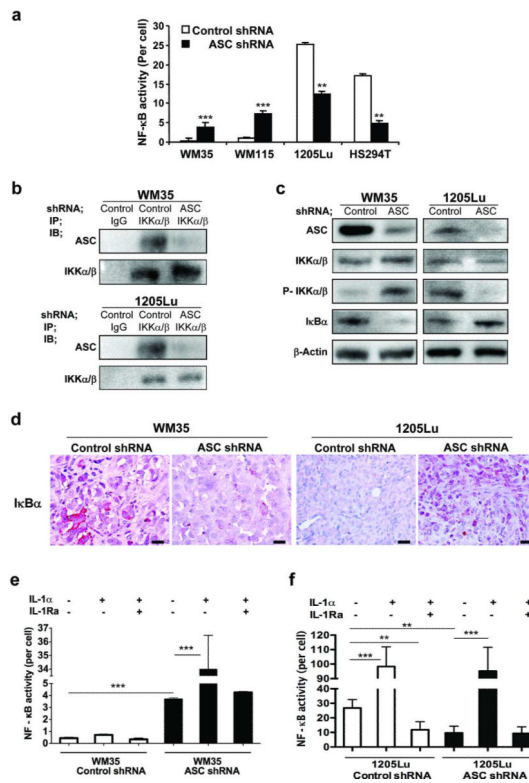 a
NF-κB activity (Per cell)
30
25
20
15
10
5
0
Control shRNA
ASC shRNA
*** *** ** **
WM35 WM115 1205Lu HS294T
b
WM35
shRNA; Control Control ASC
IP; IgG IKKα/β IKKα/β
IB;
ASC
IKKα/β
1205Lu
shRNA; Control Control ASC
IP; IgG IKKα/β IKKα/β
IB;
ASC
IKKα/β
c
WM35 1205Lu
shRNA: Control ASC Control ASC
ASC
IKKα/β
P- IKKα/β
IκBα
β-Actin
d
WM35 1205Lu
Control shRNA ASC shRNA Control shRNA ASC shRNA
IκBα
e
IL-1α - + + - + +
IL-1Ra - - + - - +
NF - κB activity (per cell)
37
36
35
34
33
5
4
3
2
1
0
***
***
WM35 WM35
Control shRNA ASC shRNA
f
IL-1α - + + - + +
IL-1Ra - - + - - +
NF - κB activity (per cell)
120
110
100
90
80
40
30
20
10
0
**
**
*** ***
1205Lu 1205Lu
Control shRNA ASC shRNA